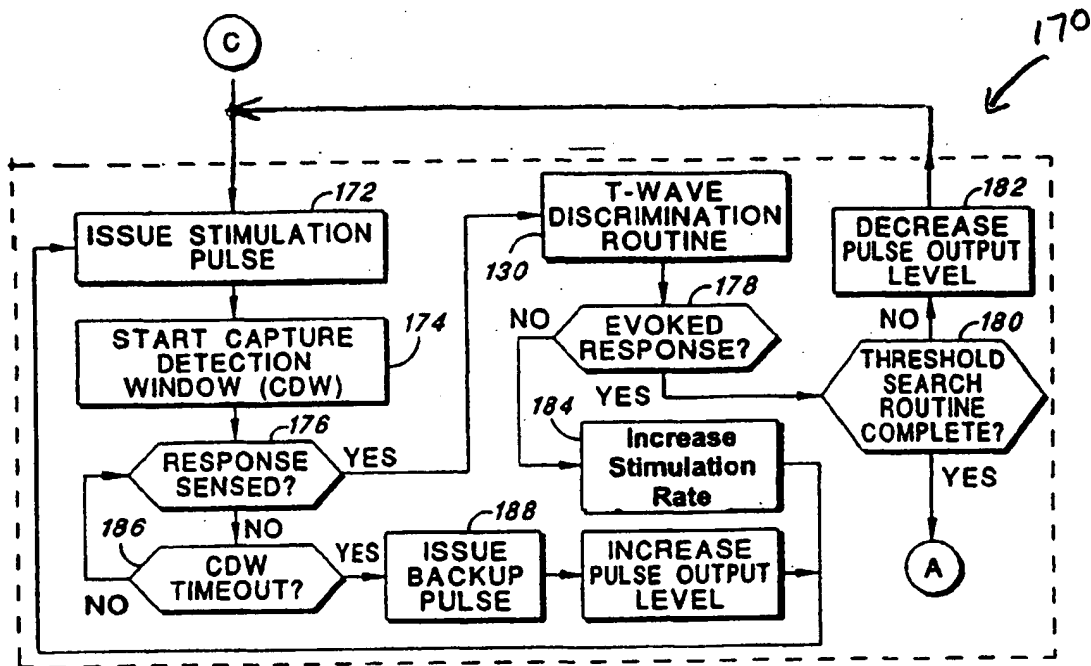 C
170
172
ISSUE STIMULATION
PULSE
174
START CAPTURE
DETECTION
WINDOW (CDW)
176
RESPONSE
SENSED?
YES
NO
186
CDW
TIMEOUT?
NO
YES
188
ISSUE
BACKUP
PULSE
INCREASE
PULSE OUTPUT
LEVEL
T-WAVE
DISCRIMINATION
ROUTINE
130
178
EVOKED
RESPONSE?
NO
YES
184
Increase
Stimulation
Rate
182
DECREASE
PULSE OUTPUT
LEVEL
NO
180
THRESHOLD
SEARCH
ROUTINE
COMPLETE?
YES
A